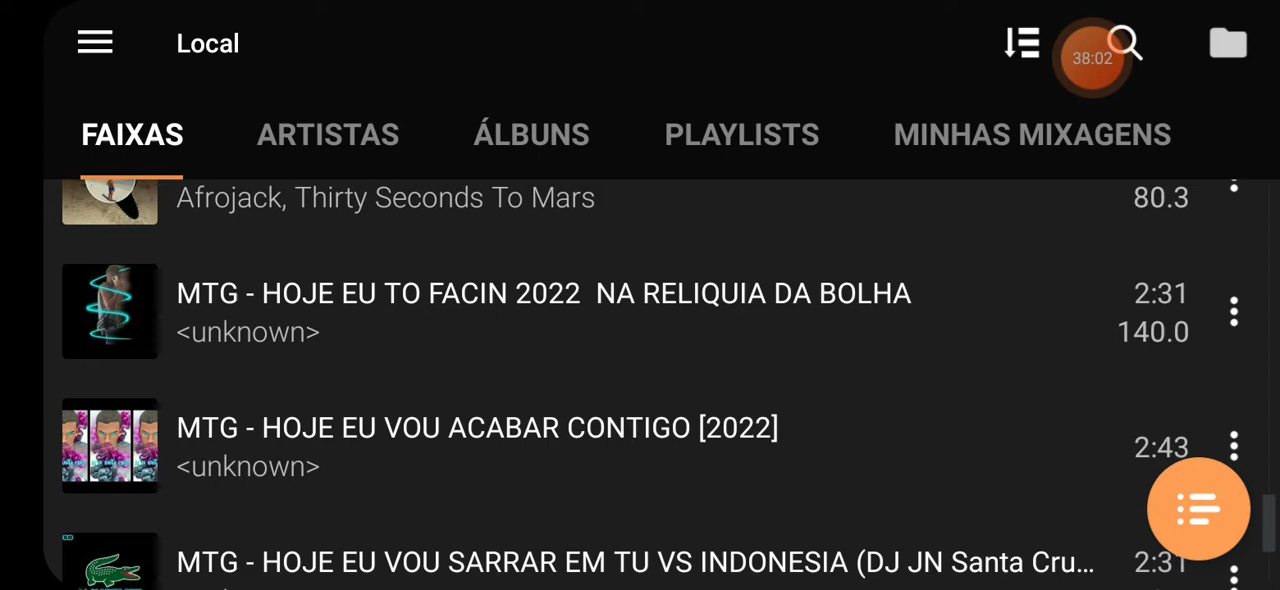 Local
38:02
FAIXAS
ARTISTAS
ÁLBUNS
PLAYLISTS
MINHAS MIXAGENS
Afrojack, Thirty Seconds To Mars
80.3
MTG - HOJE EU TO FACIN 2022 NA RELIQUIA DA BOLHA
2:31
<unknown>
140.0
MTG - HOJE EU VOU ACABAR CONTIGO [2022]
<unknown>
2:43
MTG - HOJE EU VOU SARRAR EM TU VS INDONESIA (DJ JN Santa Cru...
2:31